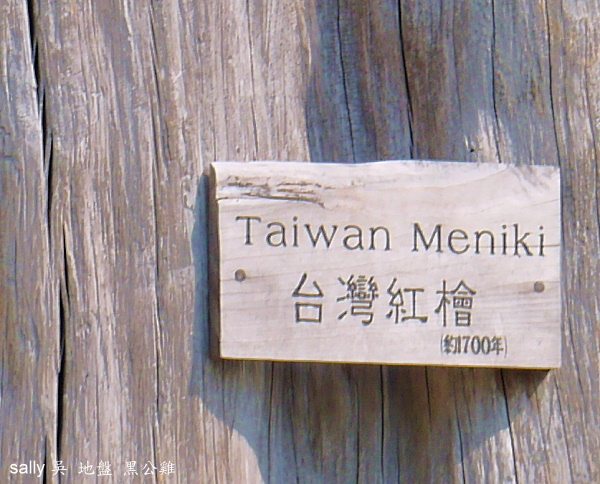 Taiwan Meniki
台灣紅檜
(約1700年)
sally 吳 地盤 黑公雞